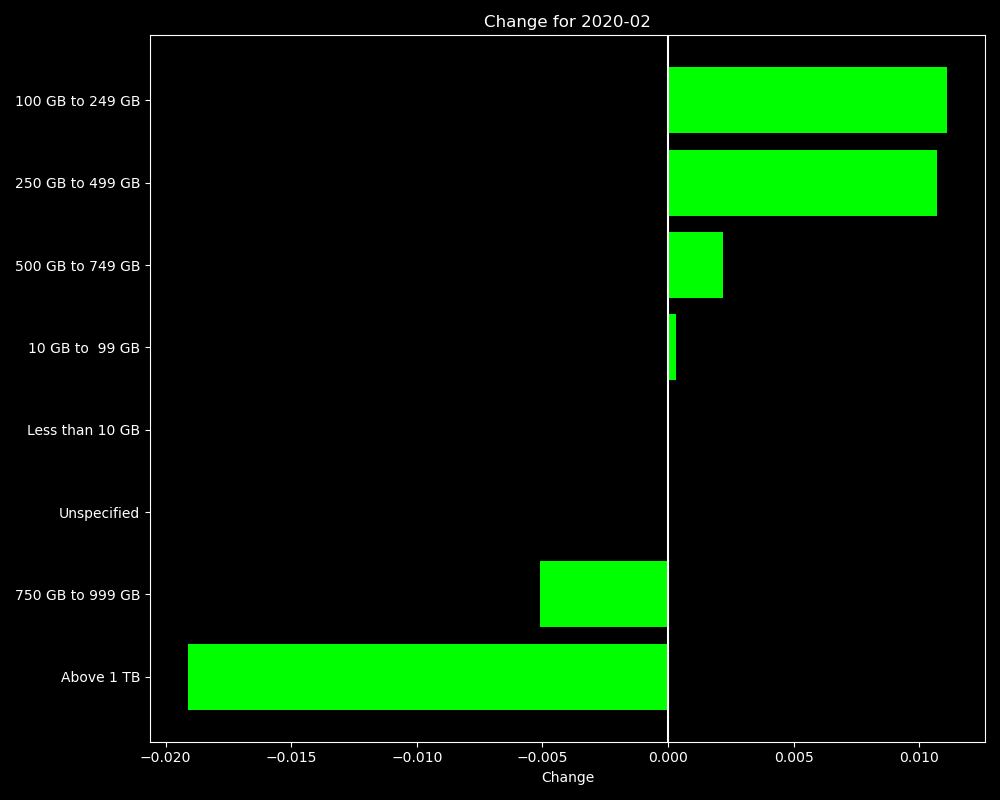 Change for 2020-02
100 GB to 249 GB
250 GB to 499 GB
500 GB to 749 GB
10 GB to  99 GB
Less than 10 GB
Unspecified
750 GB to 999 GB
Above 1 TB
−0.020 −0.015 −0.010 −0.005 0.000 0.005 0.010
Change